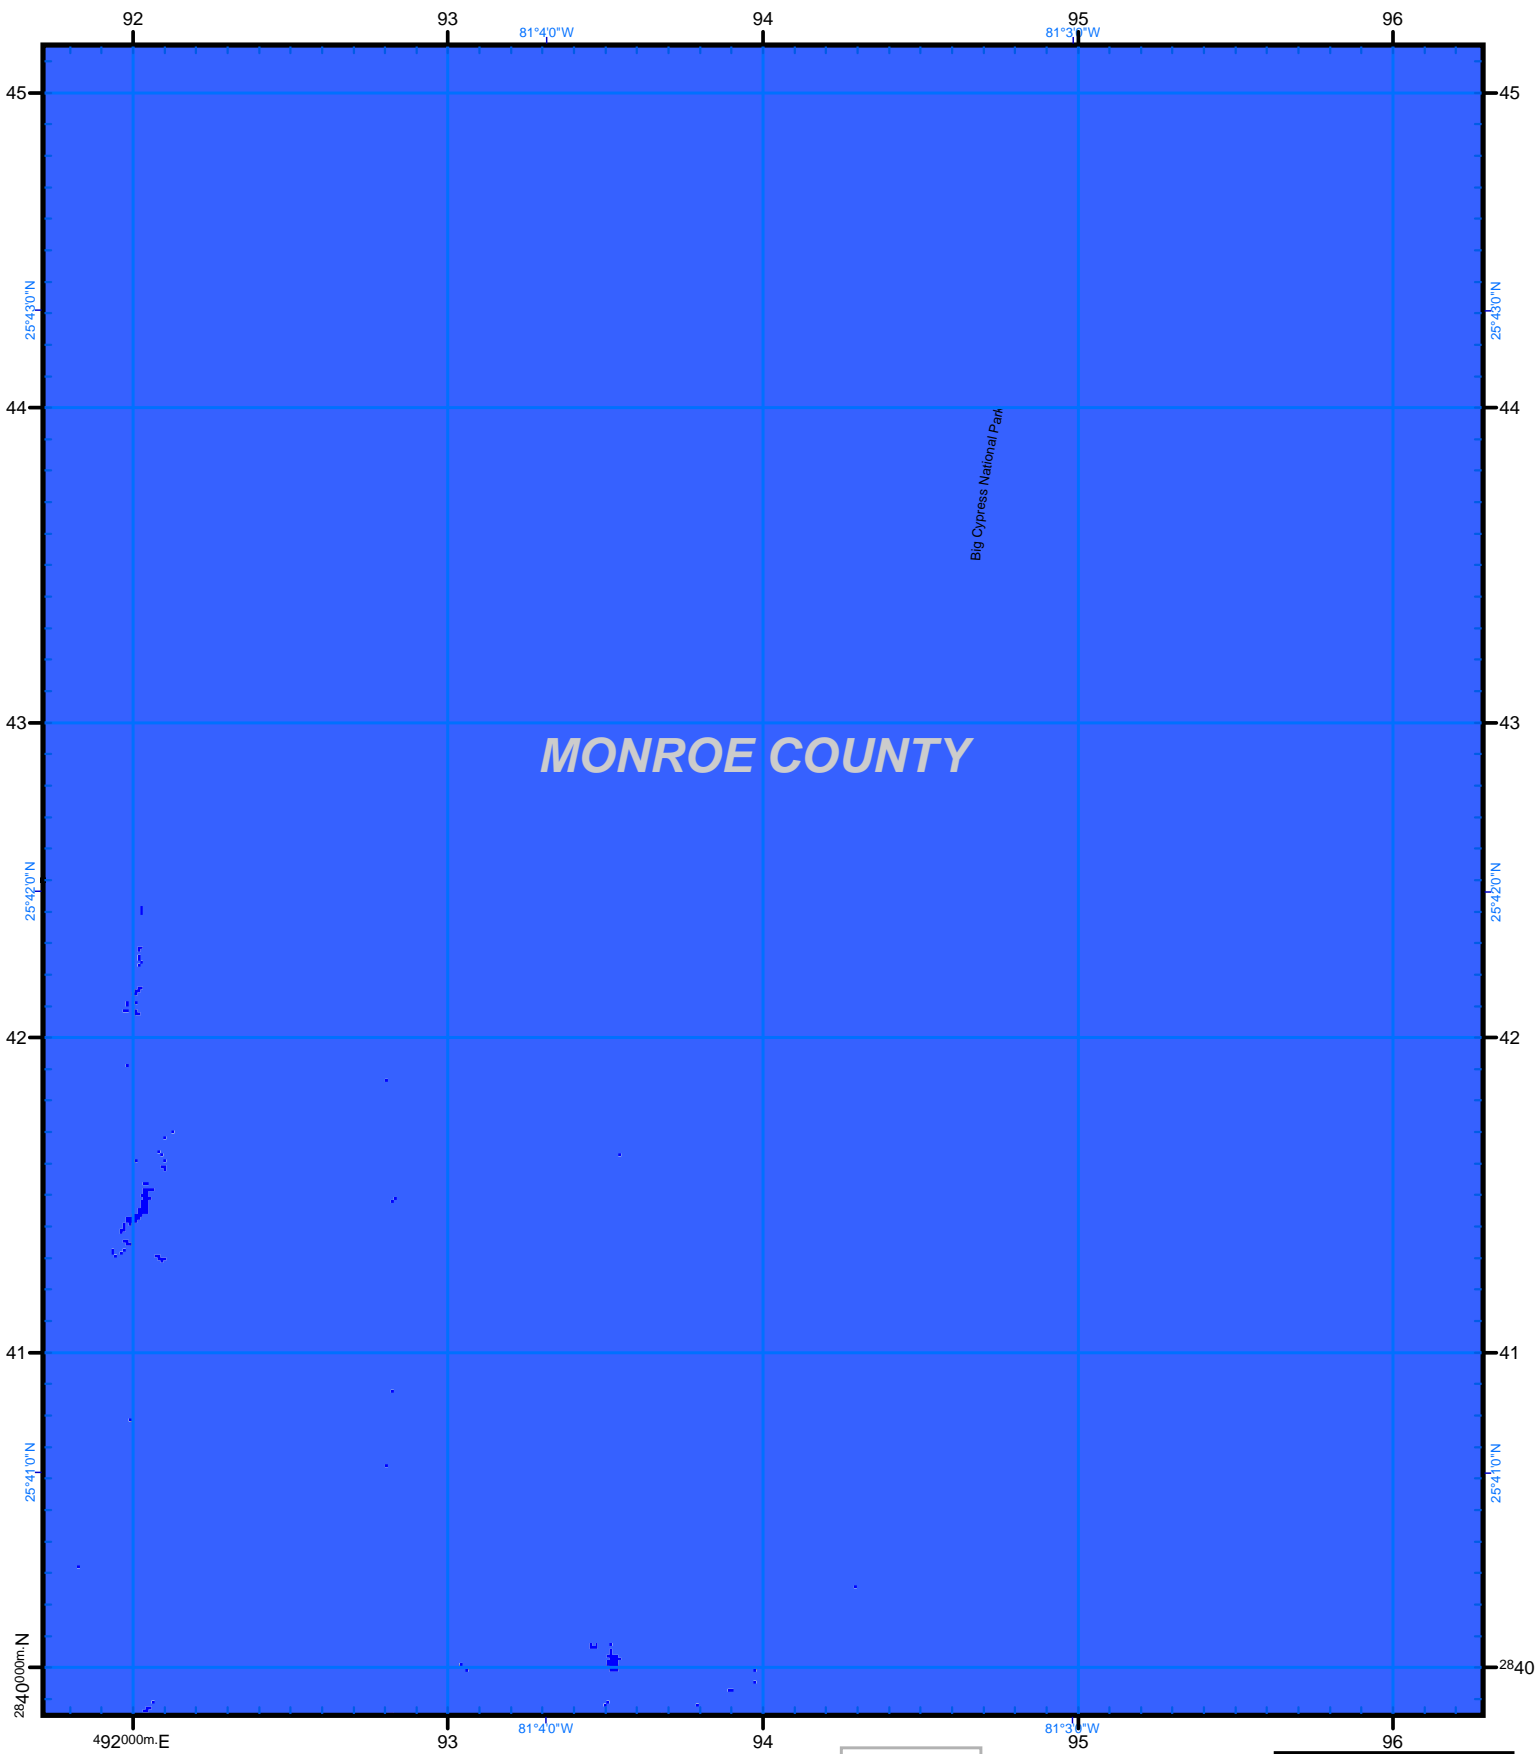 92 93 94 95 96
81°4'0"W 81°3'0"W
45 45
25°43'0"N 25°43'0"N
44 44
Big Cypress National Park
43 43
MONROE COUNTY
25°42'0"N 25°42'0"N
42 42
41 41
25°41'0"N 25°41'0"N
2840000m.N 2840
81°4'0"W 81°3'0"W
492000m.E 93 94 95 96